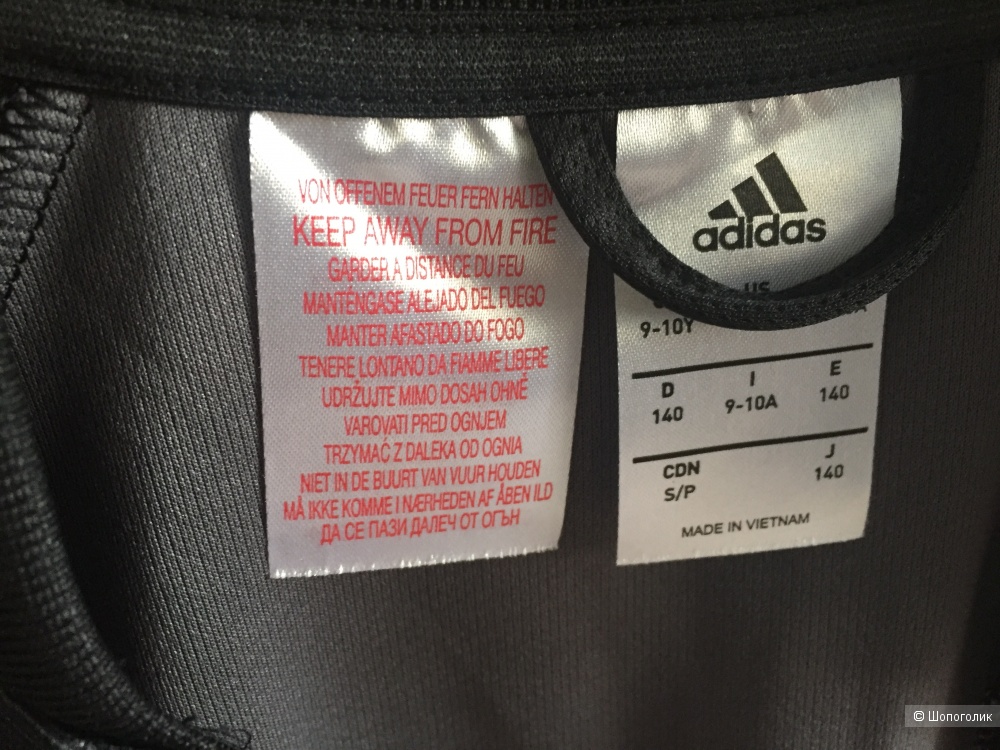 VON OFFENEM FEUER FERN HALTEN
KEEP AWAY FROM FIRE
GARDER A DISTANCE DU FEU
MANTÉNGASE ALEJADO DEL FUEGO
MANTER AFASTADO DO FOGO
TENERE LONTANO DA FIAMME LIBERE
UDRŽUJTE MIMO DOSAH OHNĚ
VAROVATI PRED OGNJEM
TRZYMAĆ Z DALEKA OD OGNIA
NIET IN DE BUURT VAN VUUR HOUDEN
MÅ IKKE KOMME I NÆRHEDEN AF ÅBEN ILD
ДА СЕ ПАЗИ ДАЛЕЧ ОТ ОГЪН
adidas
US
9-10Y
D I E
140 9-10A 140
CDN J
S/P 140
MADE IN VIETNAM
© Шопоголик